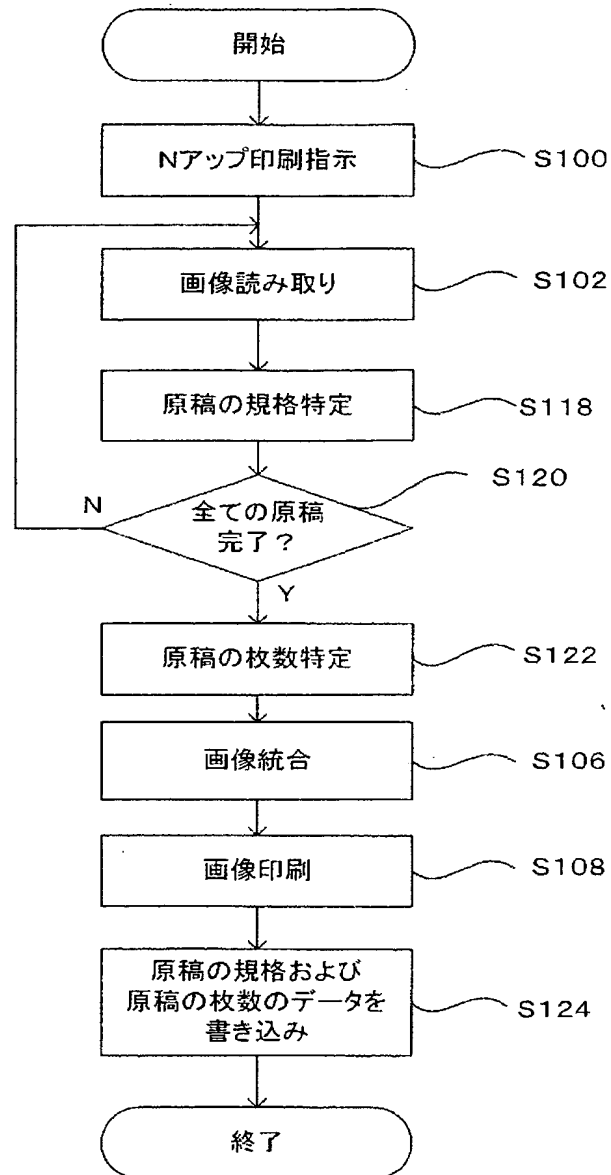 開始
Nアップ印刷指示
S100
画像読み取り
S102
原稿の規格特定
S118
S120
N
全ての原稿
完了？
Y
原稿の枚数特定
S122
画像統合
S106
画像印刷
S108
原稿の規格および
原稿の枚数のデータを
書き込み
S124
終了